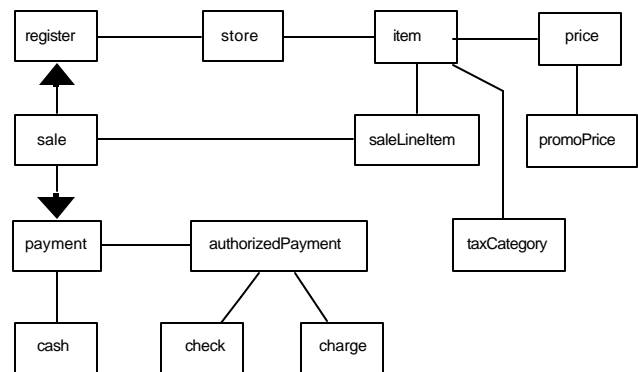 register
store
item
price
sale
saleLineItem
promoPrice
payment
authorizedPayment
taxCategory
cash
check
charge